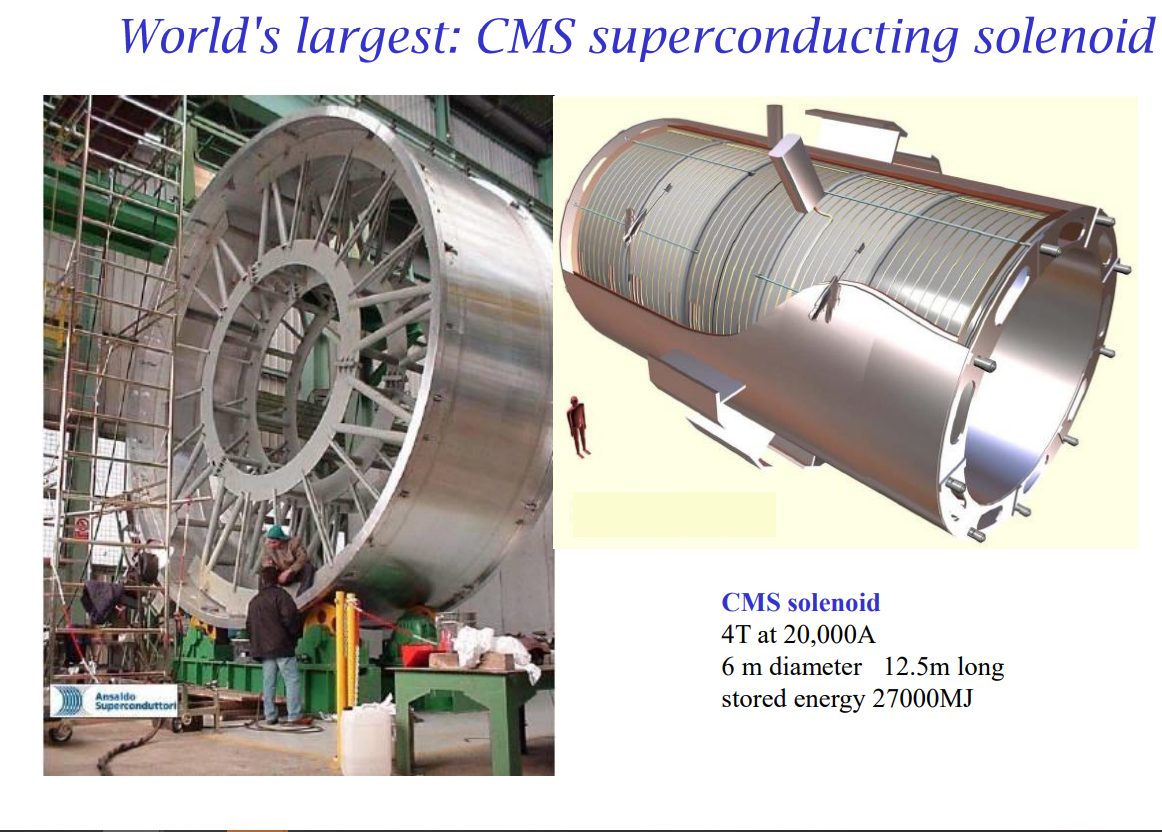 World's largest: CMS superconducting solenoid
Ansaldo
Superconduttori
CMS solenoid
4T at 20,000A
6 m diameter 12.5m long
stored energy 27000MJ